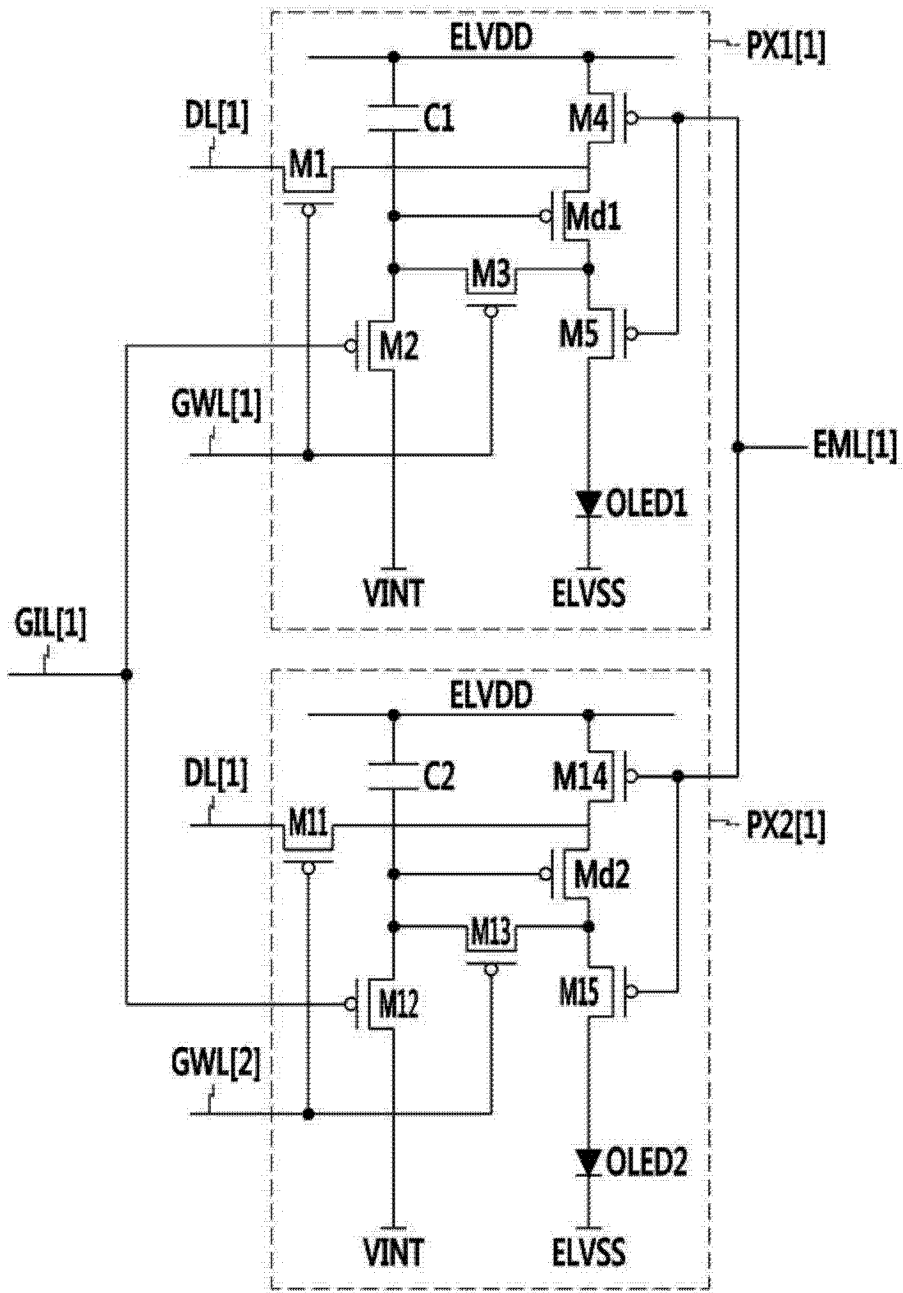 ELVDD
PX1[1]
DL[1]
C1
M4
M1
Md1
M3
M2
M5
GWL[1]
EML[1]
OLED1
VINT
ELVSS
GIL[1]
ELVDD
DL[1]
C2
M14
M11
PX2[1]
Md2
M13
M12
M15
GWL[2]
OLED2
VINT
ELVSS